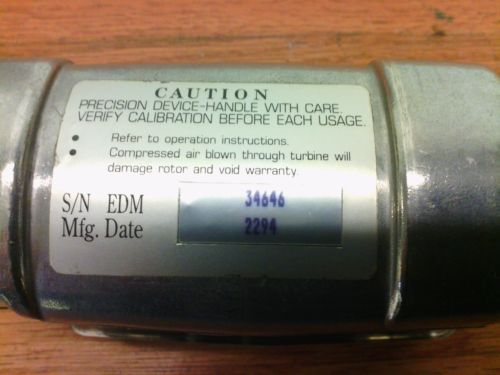 CAUTION
PRECISION DEVICE-HANDLE WITH CARE
VERIFY CALIBRATION BEFORE EACH USAGE.
• Refer to operation instructions.
• Compressed air blown through turbine will
damage rotor and void warranty.
S/N EDM 34646
Mfg. Date 2294